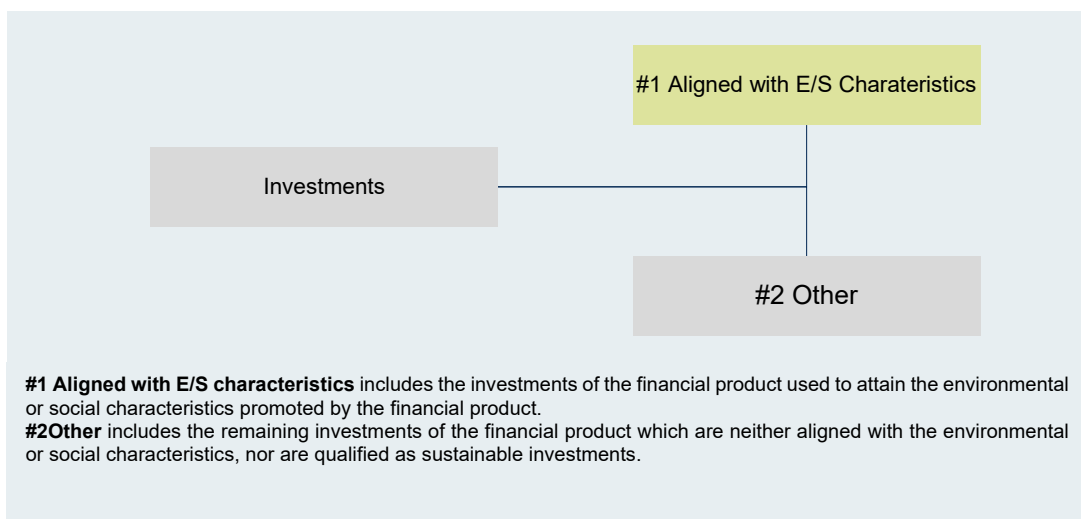 #1 Aligned with E/S Charateristics
Investments
#2 Other
#1 Aligned with E/S characteristics includes the investments of the financial product used to attain the environmental
or social characteristics promoted by the financial product.
#2Other includes the remaining investments of the financial product which are neither aligned with the environmental
or social characteristics, nor are qualified as sustainable investments.